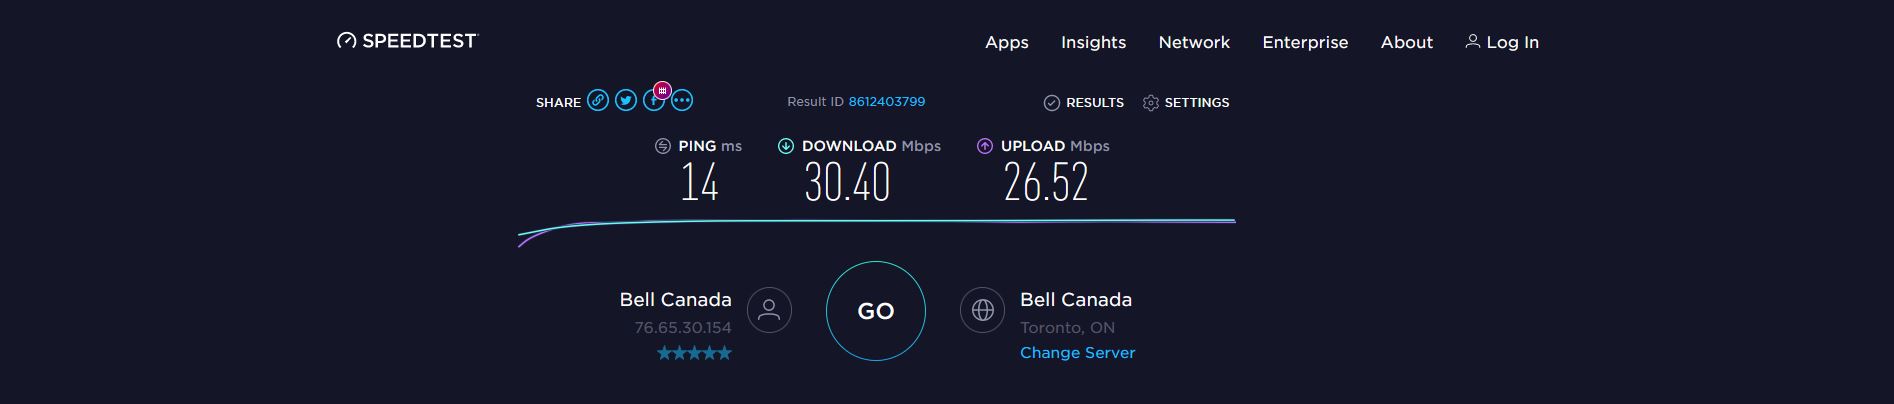 SPEEDTEST
Apps Insights Network Enterprise About Log In
SHARE
Result ID 8612403799
RESULTS SETTINGS
PING ms DOWNLOAD Mbps UPLOAD Mbps
14 30.40 26.52
Bell Canada
76.65.30.154
GO
Bell Canada
Toronto, ON
Change Server